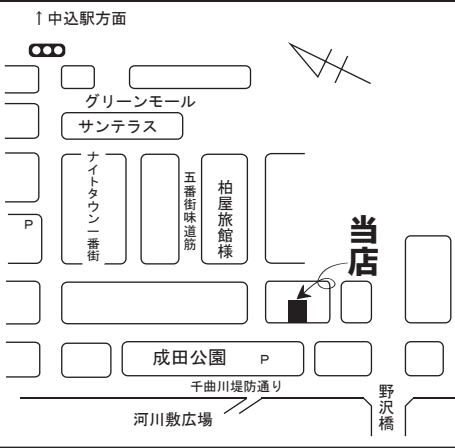 ↑中込駅方面
グリーンモール
サンテラス
ナイトタウン一番街
五番街味道筋
柏屋旅館様
P
当店
成田公園 P
千曲川堤防通り
野沢橋
河川敷広場